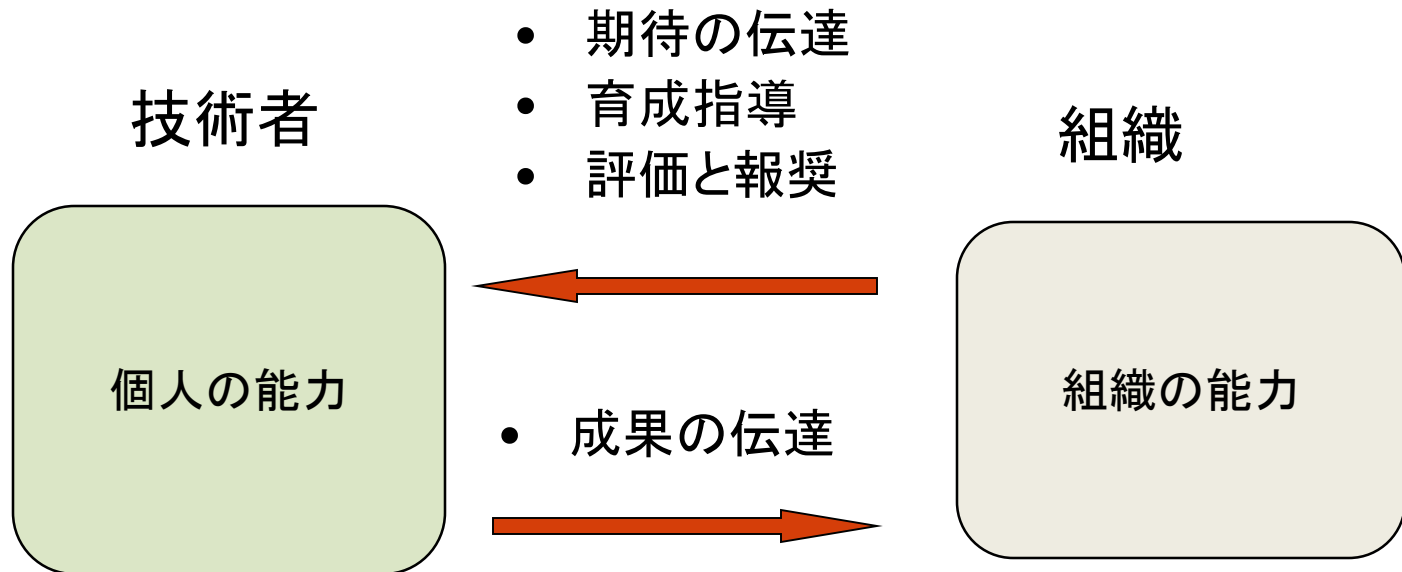 技術者
• 期待の伝達
• 育成指導
• 評価と報奨
組織
個人の能力
• 成果の伝達
組織の能力